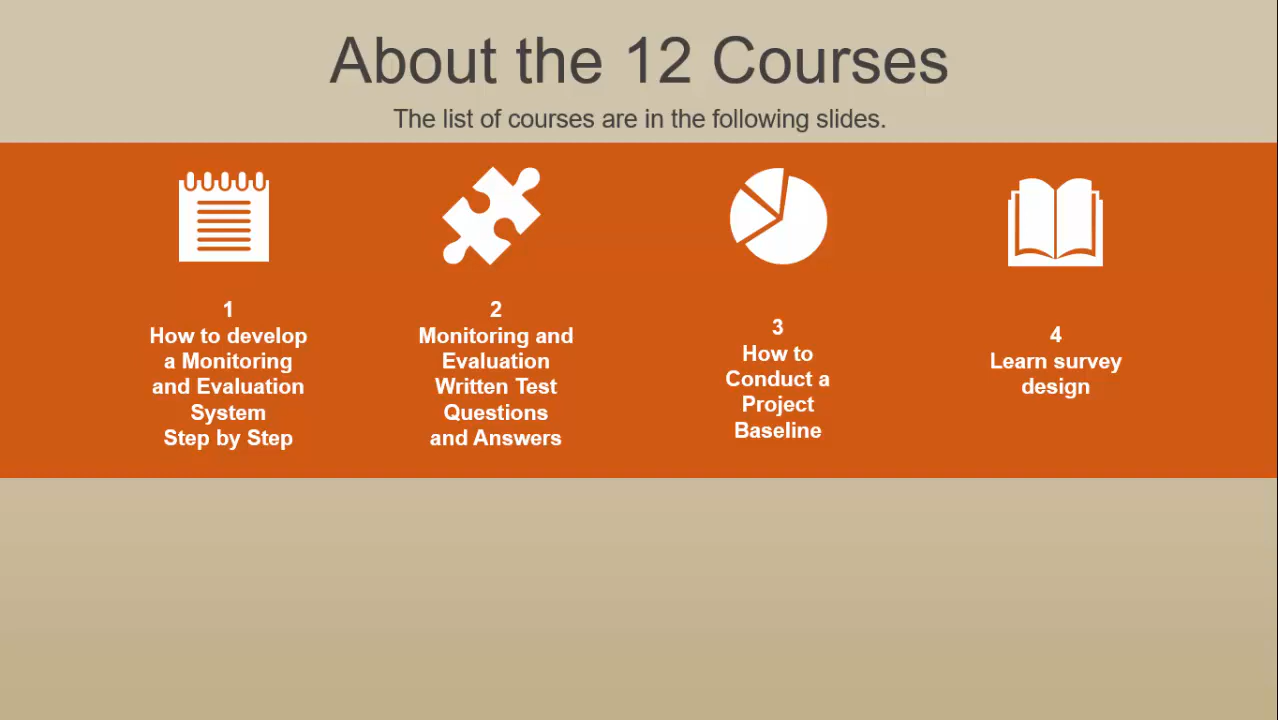 About the 12 Courses
The list of courses are in the following slides.
1
How to develop
a Monitoring
and Evaluation
System
Step by Step
2
Monitoring and
Evaluation
Written Test
Questions
and Answers
3
How to
Conduct a
Project
Baseline
4
Learn survey
design